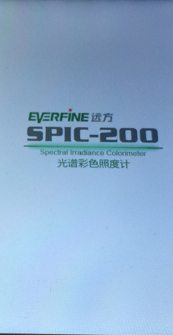 EVERFINE 远方
SPIC-200
Spectral Irradiance Colorimeter
光谱彩色照度计